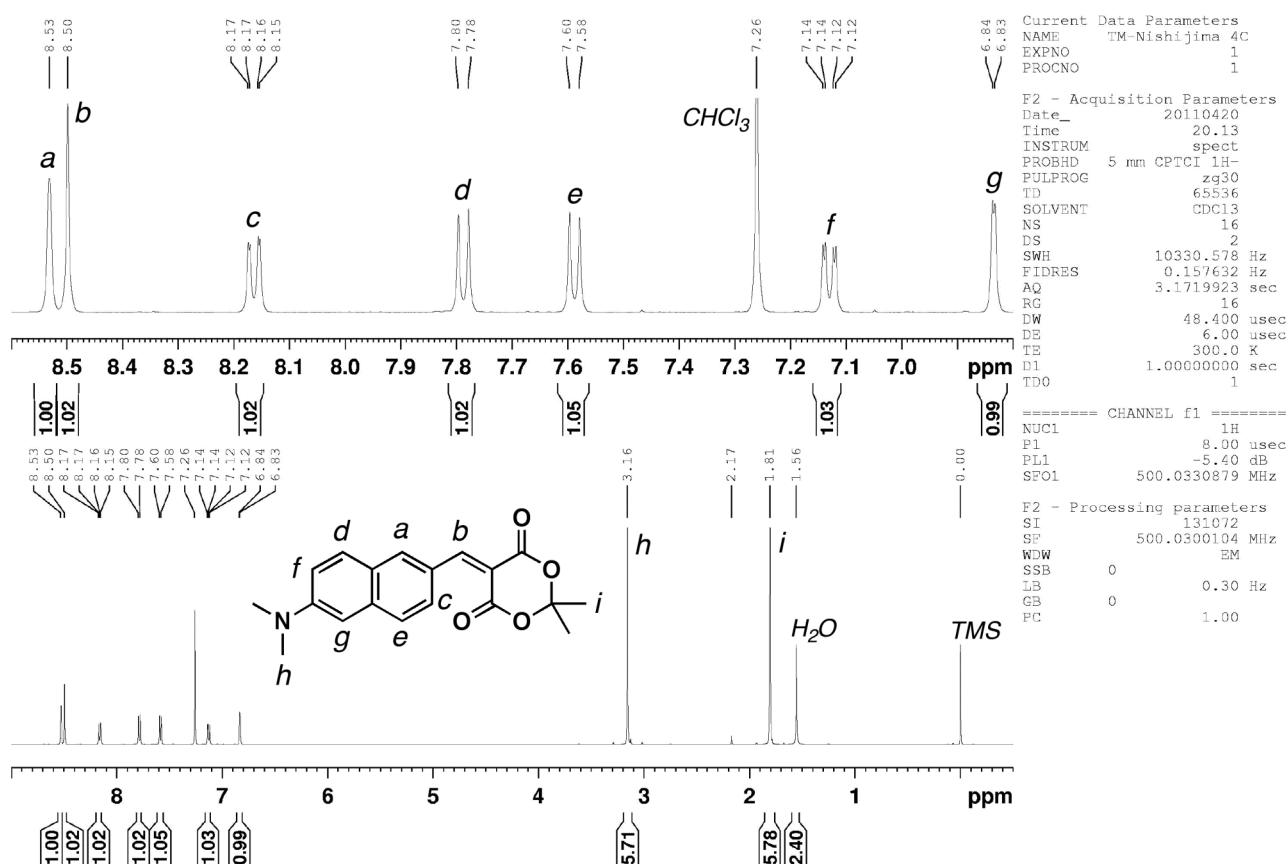 8.53
8.50
8.17
8.17
8.16
8.15
7.80
7.78
7.60
7.58
7.26
7.14
7.14
7.12
7.12
6.84
6.83
a
b
c
d
e
CHCl3
f
g
8.5 8.4 8.3 8.2 8.1 8.0 7.9 7.8 7.7 7.6 7.5 7.4 7.3 7.2 7.1 7.0 ppm
1.00
1.02
1.02
1.02
1.05
1.03
0.99
8.53
8.50
8.17
8.17
8.16
8.15
7.80
7.78
7.60
7.58
7.26
7.14
7.14
7.12
7.12
6.84
6.83
3.16
2.17
1.81
1.56
0.00
d a b O
f O
N c O O i
g e
h
h
i
H2O
TMS
8 7 6 5 4 3 2 1 ppm
1.00
1.02
1.02
1.02
1.05
1.03
0.99
5.71
5.78
2.40
Current Data Parameters
NAME TM-Nishijima 4C
EXPNO 1
PROCNO 1
F2 - Acquisition Parameters
Date_ 20110420
Time 20.13
INSTRUM spect
PROBHD 5 mm CPTCI 1H-
PULPROG zg30
TD 65536
SOLVENT CDCl3
NS 16
DS 2
SWH 10330.578 Hz
FIDRES 0.157632 Hz
AQ 3.1719923 sec
RG 16
DW 48.400 usec
DE 6.00 usec
TE 300.0 K
D1 1.00000000 sec
TD0 1
======== CHANNEL f1 ========
NUC1 1H
P1 8.00 usec
PL1 -5.40 dB
SFO1 500.0330879 MHz
F2 - Processing parameters
SI 131072
SF 500.0300104 MHz
WDW EM
SSB 0
LB 0.30 Hz
GB 0
PC 1.00